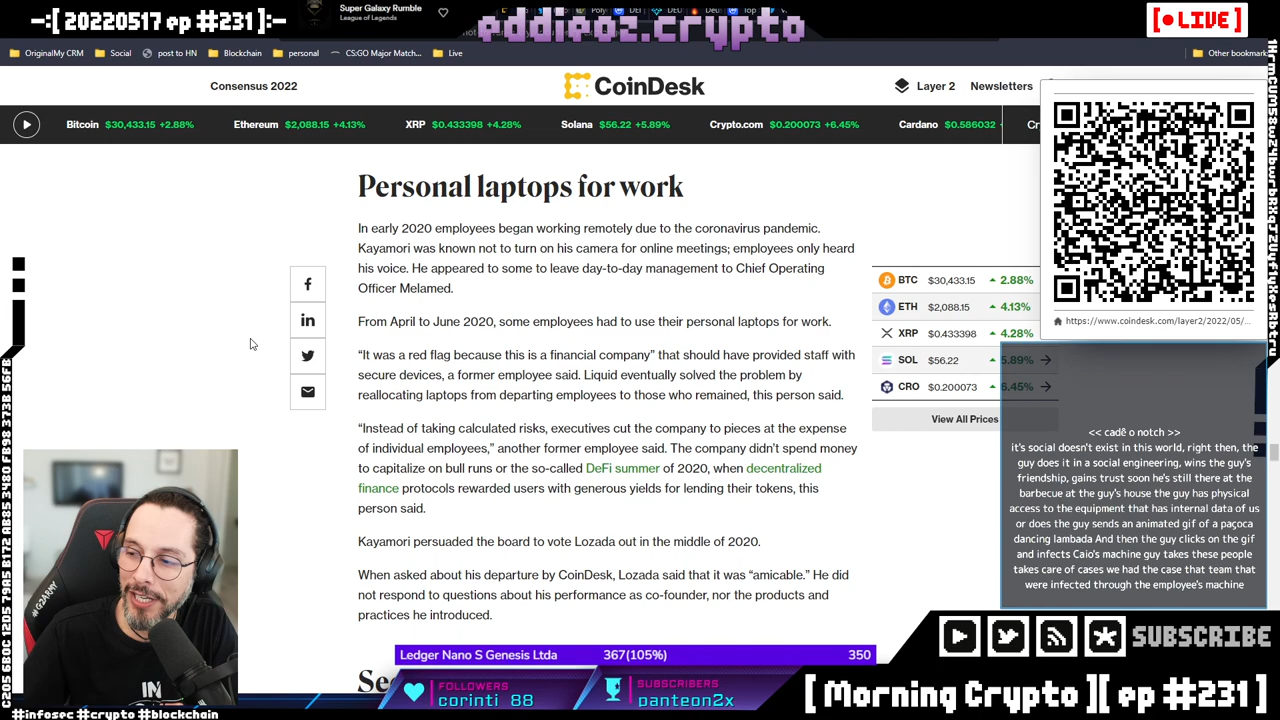 -:[ 20220517 ep #231]:-
Super Galaxy Rumble
League of Legends
eddieoz.crypto
[● LIVE ]
OriginalMy CRM
Social
post to HN
Blockchain
personal
CS:GO Major Match...
Live
Other bookmark
Consensus 2022
CoinDesk
Layer 2
Newsletters
Bitcoin $30,433.15 +2.88%
Ethereum $2,088.15 +4.13%
XRP $0.433398 +4.28%
Solana $56.22 +5.89%
Crypto.com $0.200073 +6.45%
Cardano $0.586032
Cr
Personal laptops for work
In early 2020 employees began working remotely due to the coronavirus pandemic.
Kayamori was known not to turn on his camera for online meetings; employees only heard
his voice. He appeared to some to leave day-to-day management to Chief Operating
Officer Melamed.
From April to June 2020, some employees had to use their personal laptops for work.
“It was a red flag because this is a financial company” that should have provided staff with
secure devices, a former employee said. Liquid eventually solved the problem by
reallocating laptops from departing employees to those who remained, this person said.
“Instead of taking calculated risks, executives cut the company to pieces at the expense
of individual employees,” another former employee said. The company didn’t spend money
to capitalize on bull runs or the so-called DeFi summer of 2020, when decentralized
finance protocols rewarded users with generous yields for lending their tokens, this
person said.
Kayamori persuaded the board to vote Lozada out in the middle of 2020.
When asked about his departure by CoinDesk, Lozada said that it was “amicable.” He did
not respond to questions about his performance as co-founder, nor the products and
practices he introduced.
BTC $30,433.15 2.88%
ETH $2,088.15 4.13%
XRP $0.433398 4.28%
SOL $56.22 5.89%
CRO $0.200073 6.45%
View All Prices
https://www.coindesk.com/layer2/2022/05/...
<< cadê o notch >>
it's social doesn't exist in this world, right then, the
guy does it in a social engineering, wins the guy's
friendship, gains trust soon he's still there at the
barbecue at the guy's house the guy has physical
access to the equipment that has internal data of us
or does the guy sends an animated gif of a paçoca
dancing lambada And then the guy clicks on the gif
and infects Caio's machine guy takes these people
takes care of cases we had the case that team that
were infected through the employee's machine
#G2ARMY
IN
Ledger Nano S Genesis Ltda 367(105%) 350
FOLLOWERS
corinti_88
SUBSCRIBERS
panteon2x
SUBSCRIBE
[ Morning Crypto ][ ep #231 ]
#infosec #crypto #blockchain